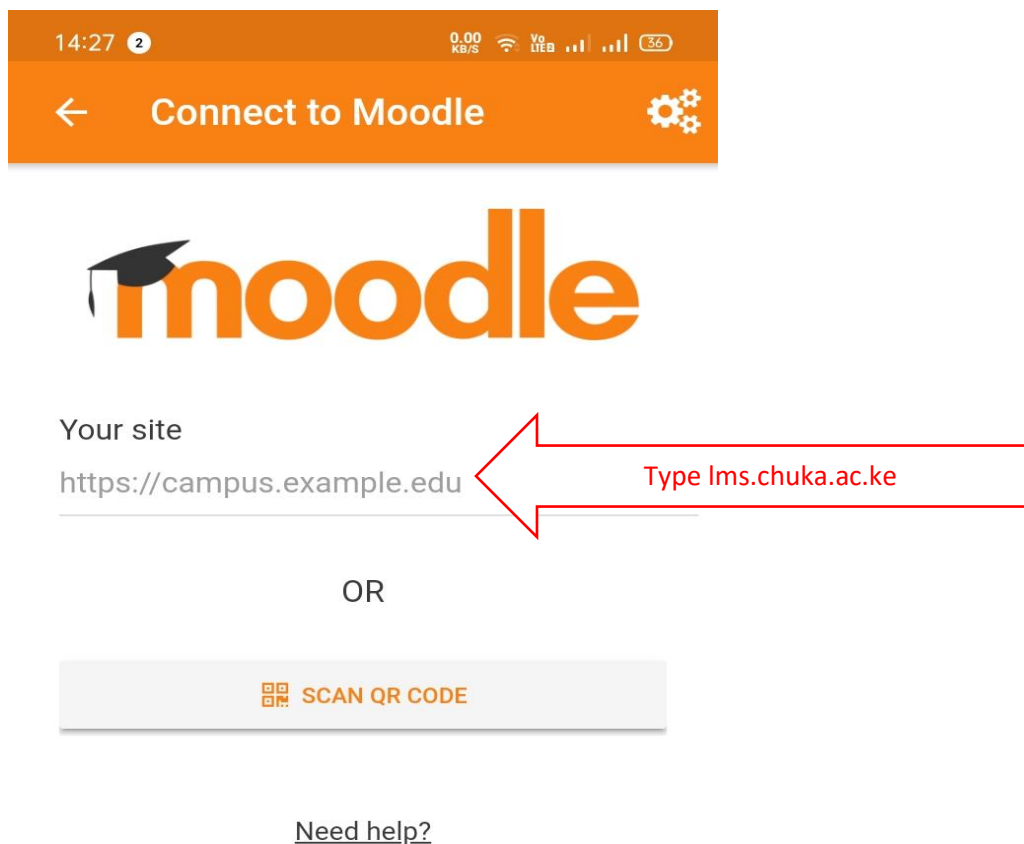 14:27 2 0.00 KB/S Vo LTE2 36
Connect to Moodle
moodle
Your site
https://campus.example.edu
Type lms.chuka.ac.ke
OR
SCAN QR CODE
Need help?